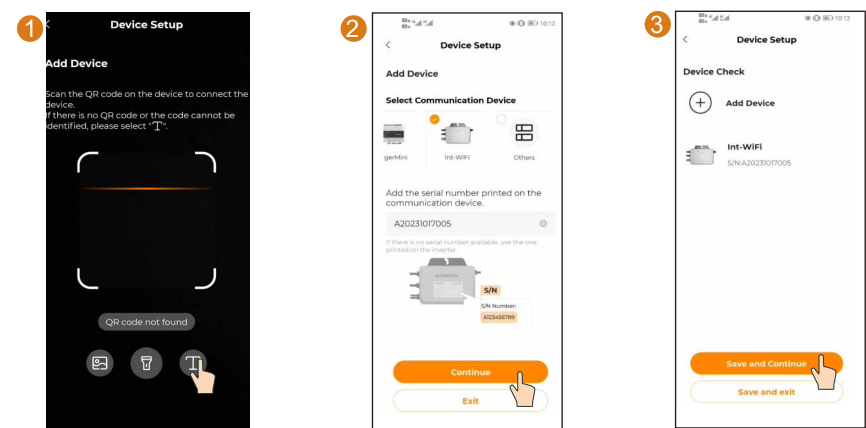 1
Device Setup
Add Device
Scan the QR code on the device to connect the
device.
If there is no QR code or the code cannot be
identified, please select "T".
QR code not found
T
2
10:12
Device Setup
Add Device
Select Communication Device
gerMini
Int-WiFi
Others
Add the serial number printed on the
communication device.
A20231017005
If there is no serial number available, use the one
printed on the inverter.
S/N
S/N Number:
A123456789
Continue
Exit
3
10:12
Device Setup
Device Check
Add Device
Int-WiFi
S/N:A20231017005
Save and Continue
Save and exit